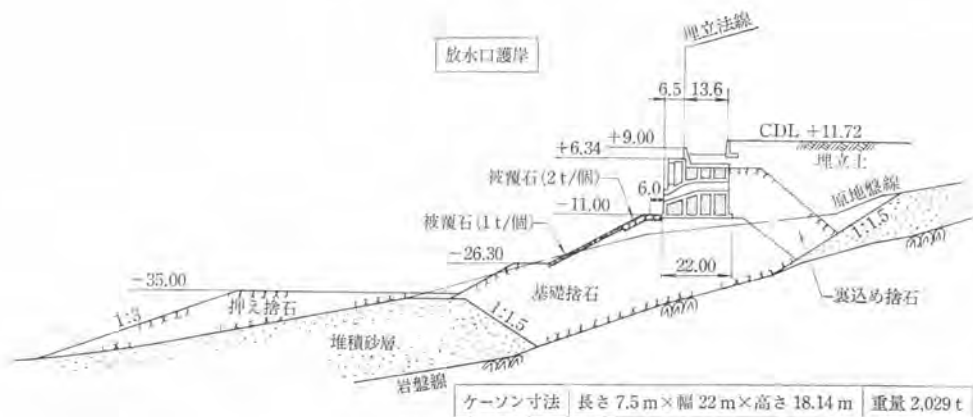 埋立法線
放水口護岸
6.5 13.6
+9.00
CDL +11.72
+6.34
埋立土
被覆石(2t/個)
6.0
原地盤線
-11.00
被覆石(1t/個)
1:1.5
-26.30
22.00
-35.00
基礎捨石
裏込め捨石
1:3
抑え捨石
1:1.5
堆積砂層
岩盤線
ケーソン寸法 長さ 7.5 m×幅 22 m×高さ 18.14 m 重量 2,029 t